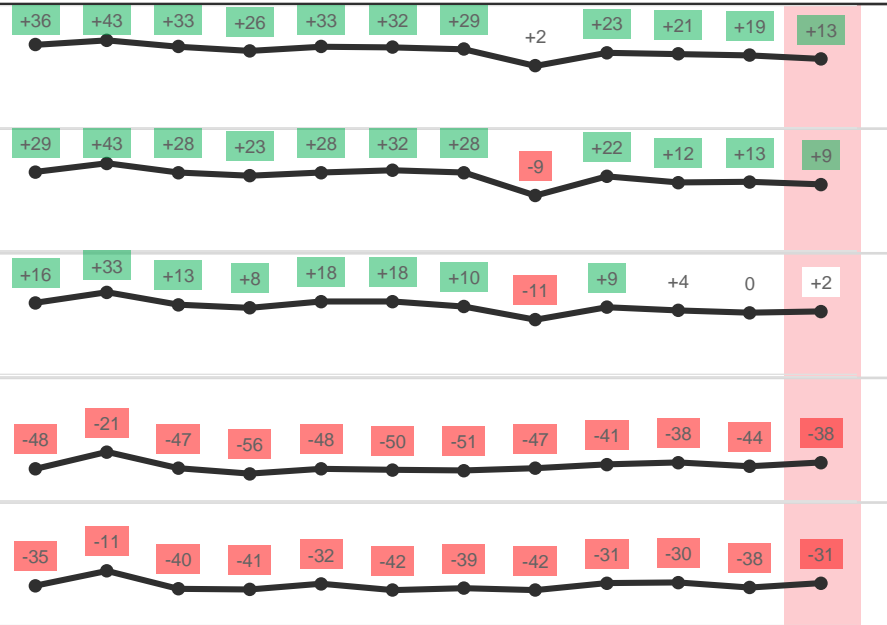 +36 +43 +33 +26 +33 +32 +29 +2 +23 +21 +19 +13
+29 +43 +28 +23 +28 +32 +28 -9 +22 +12 +13 +9
+16 +33 +13 +8 +18 +18 +10 -11 +9 +4 0 +2
-48 -21 -47 -56 -48 -50 -51 -47 -41 -38 -44 -38
-35 -11 -40 -41 -32 -42 -39 -42 -31 -30 -38 -31